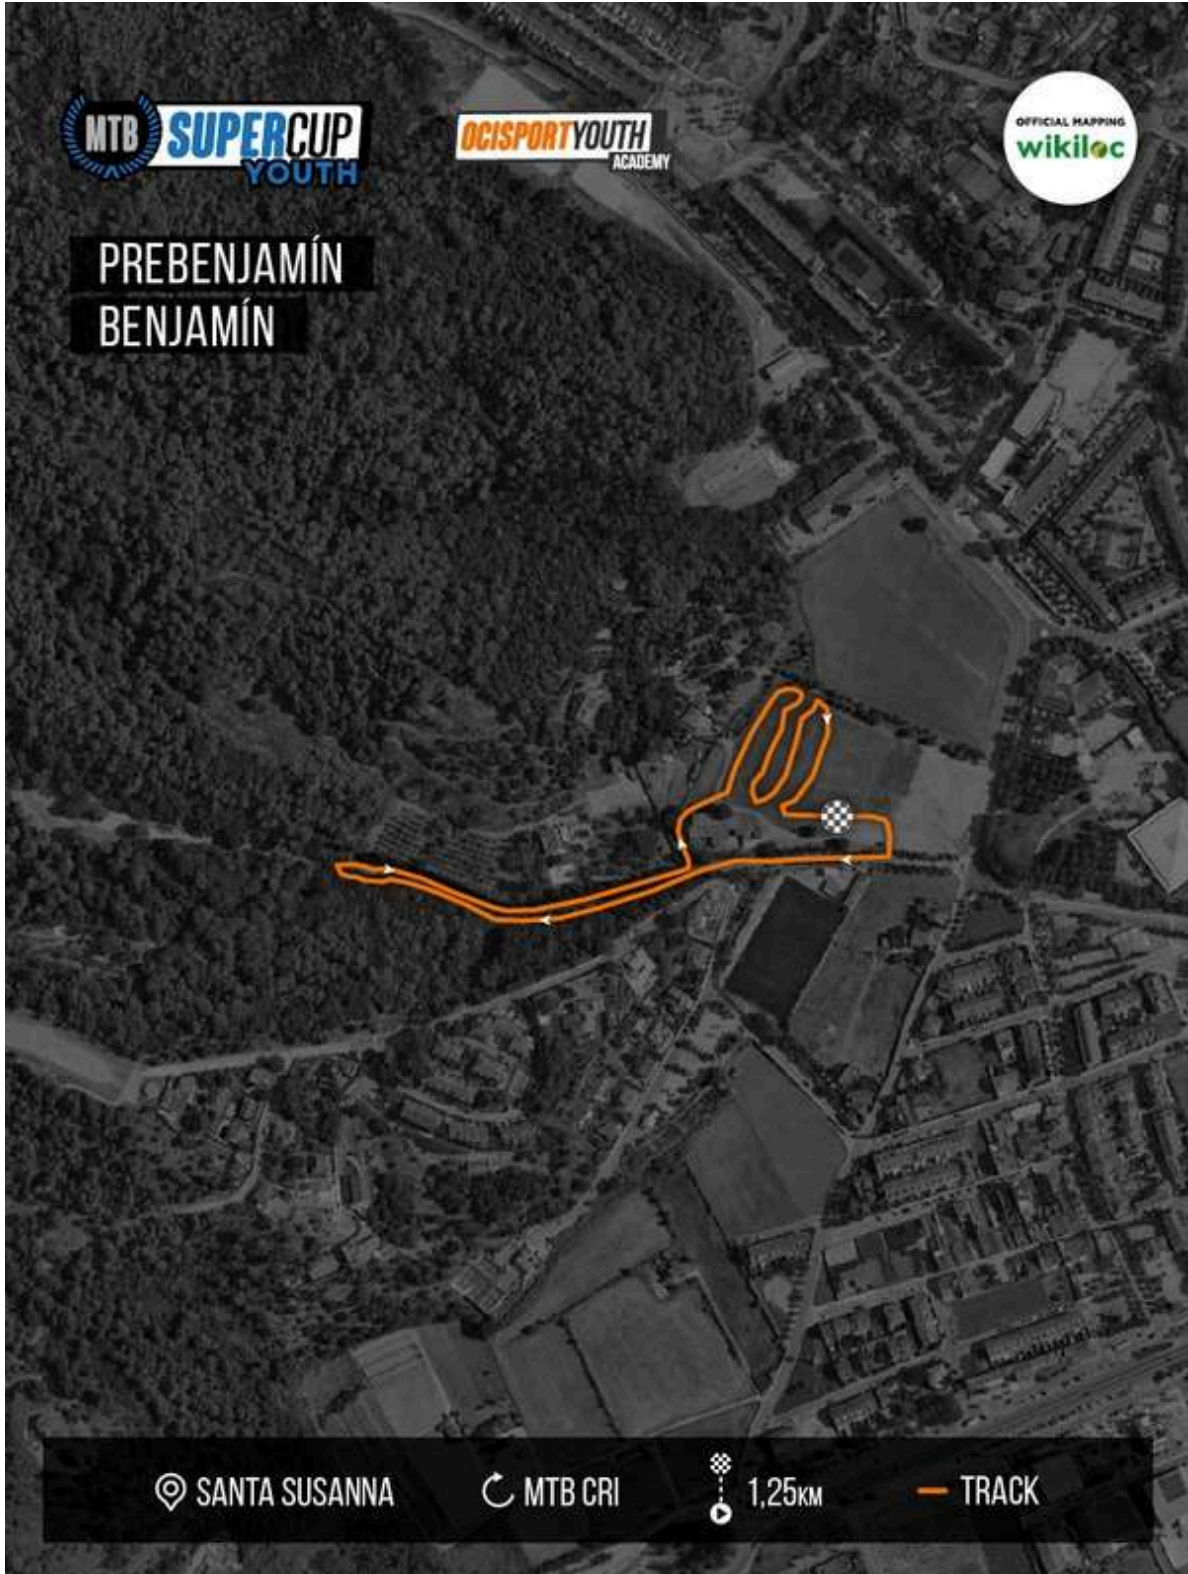 MTB SUPERCUP
YOUTH
OCISPORTYOUTH
ACADEMY
OFFICIAL MAPPING
wikiloc
PREBENJAMÍN
BENJAMÍN
SANTA SUSANNA
MTB CRI
1,25KM
TRACK